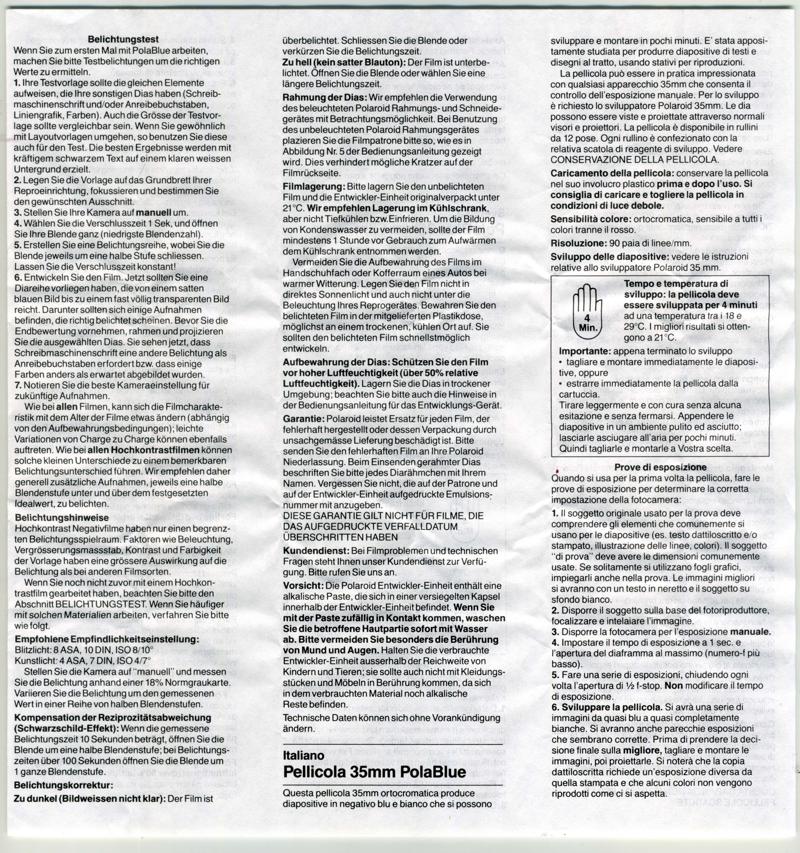 Belichtungstest
Wenn Sie zum ersten Mal mit PolaBlue arbeiten,
machen Sie bitte Testbelichtungen um die richtigen
Werte zu ermitteln.
1. Ihre Testvorlage sollte die gleichen Elemente
aufweisen, die Ihre sonstigen Dias haben (Schreib-
maschinenschrift und/oder Anreibebuchstaben,
Liniengrafik, Farben). Auch die Grösse der Testvor-
lage sollte vergleichbar sein. Wenn Sie gewöhnlich
mit Layoutvorlagen umgehen, so benutzen Sie diese
auch für den Test. Die besten Ergebnisse werden mit
kräftigem schwarzem Text auf einem klaren weissen
Untergrund erzielt.
2. Legen Sie die Vorlage auf das Grundbrett Ihrer
Reproeinrichtung, fokussieren und bestimmen Sie
den gewünschten Ausschnitt.
3. Stellen Sie Ihre Kamera auf manuell um.
4. Wählen Sie die Verschlusszeit 1 Sek, und öffnen
Sie Ihre Blende ganz (niedrigste Blendenzahl).
5. Erstellen Sie eine Belichtungsreihe, wobei Sie die
Blende jeweils um eine halbe Stufe schliessen.
Lassen Sie die Verschlusszeit konstant!
6. Entwickeln Sie den Film. Jetzt sollten Sie eine
Diareihe vorliegen haben, die von einem satten
blauen Bild bis zu einem fast völlig transparenten Bild
reicht. Darunter sollten sich einige Aufnahmen
befinden, die richtig belichtet scheinen. Bevor Sie die
Endbewertung vornehmen, rahmen und projizieren
Sie die ausgewählten Dias. Sie sehen jetzt, dass
Schreibmaschinenschrift eine andere Belichtung als
Anreibebuchstaben erfordert bzw. dass einige
Farben anders als erwartet abgebildet wurden.
7. Notieren Sie die beste Kameraeinstellung für
zukünftige Aufnahmen.
Wie bei allen Filmen, kann sich die Filmcharakte-
ristik mit dem Alter der Filme etwas ändern (abhängig
von den Aufbewahrungsbedingungen); leichte
Variationen von Charge zu Charge können ebenfalls
auftreten. Wie bei allen Hochkontrastfilmen können
solche kleinen Unterschiede zu einem bemerkbaren
Belichtungsunterschied führen. Wir empfehlen daher
generell zusätzliche Aufnahmen, jeweils eine halbe
Blendenstufe unter und über dem festgesetzten
Idealwert, zu belichten.
Belichtungshinweise
Hochkontrast Negativfilme haben nur einen begrenz-
ten Belichtungsspielraum. Faktoren wie Beleuchtung,
Vergrösserungsmassstab, Kontrast und Farbigkeit
der Vorlage haben eine grössere Auswirkung auf die
Belichtung als bei anderen Filmsorten.
Wenn Sie noch nicht zuvor mit einem Hochkon-
trastfilm gearbeitet haben, beachten Sie bitte den
Abschnitt BELICHTUNGSTEST. Wenn Sie häufiger
mit solchen Materialien arbeiten, verfahren Sie bitte
wie folgt.
Empfohlene Empfindlichkeitseinstellung:
Blitzlicht: 8 ASA, 10 DIN, ISO 8/10°
Kunstlicht: 4 ASA, 7 DIN, ISO 4/7°
Stellen Sie die Kamera auf "manuell" und messen
Sie die Belichtung anhand einer 18% Normgraukarte.
Variieren Sie die Belichtung um den gemessenen
Wert in einer Reihe von halben Blendenstufen.
Kompensation der Reziprozitätsabweichung
(Schwarzschild-Effekt): Wenn die gemessene
Belichtungszeit 10 Sekunden beträgt, öffnen Sie die
Blende um eine halbe Blendenstufe; bei Belichtungs-
zeiten über 100 Sekunden öffnen Sie die Blende um
1 ganze Blendenstufe.
Belichtungskorrektur:
Zu dunkel (Bildweissen nicht klar): Der Film ist
überbelichtet. Schliessen Sie die Blende oder
verkürzen Sie die Belichtungszeit.
Zu hell (kein satter Blauton): Der Film ist unterbe-
lichtet. Öffnen Sie die Blende oder wählen Sie eine
längere Belichtungszeit.
Rahmung der Dias: Wir empfehlen die Verwendung
des beleuchteten Polaroid Rahmungs- und Schneide-
gerätes mit Betrachtungsmöglichkeit. Bei Benutzung
des unbeleuchteten Polaroid Rahmungsgerätes
plazieren Sie die Filmpatrone bitte so, wie es in
Abbildung Nr. 5 der Bedienungsanleitung gezeigt
wird. Dies verhindert mögliche Kratzer auf der
Filmrückseite.
Filmlagerung: Bitte lagern Sie den unbelichteten
Film und die Entwickler-Einheit originalverpackt unter
21°C. Wir empfehlen Lagerung im Kühlschrank,
aber nicht Tiefkühlen bzw. Einfrieren. Um die Bildung
von Kondenswasser zu vermeiden, sollte der Film
mindestens 1 Stunde vor Gebrauch zum Aufwärmen
dem Kühlschrank entnommen werden.
Vermeiden Sie die Aufbewahrung des Films im
Handschuhfach oder Kofferraum eines Autos bei
warmer Witterung. Legen Sie den Film nicht in
direktes Sonnenlicht und auch nicht unter die
Beleuchtung Ihres Reprogerätes. Bewahren Sie den
belichteten Film in der mitgelieferten Plastikdose,
möglichst an einem trockenen, kühlen Ort auf. Sie
sollten den belichteten Film schnellstmöglich
entwickeln.
Aufbewahrung der Dias: Schützen Sie den Film
vor hoher Luftfeuchtigkeit (über 50% relative
Luftfeuchtigkeit). Lagern Sie die Dias in trockener
Umgebung; beachten Sie bitte auch die Hinweise in
der Bedienungsanleitung für das Entwicklungs-Gerät.
Garantie: Polaroid leistet Ersatz für jeden Film, der
fehlerhaft hergestellt oder dessen Verpackung durch
unsachgemässe Lieferung beschädigt ist. Bitte
senden Sie den fehlerhaften Film an Ihre Polaroid
Niederlassung. Beim Einsenden gerahmter Dias
beschriften Sie bitte jedes Diarähmchen mit Ihrem
Namen. Vergessen Sie nicht, die auf der Patrone und
auf der Entwickler-Einheit aufgedruckte Emulsions-
nummer mit anzugeben.
DIESE GARANTIE GILT NICHT FÜR FILME, DIE
DAS AUFGEDRUCKTE VERFALLDATUM
ÜBERSCHRITTEN HABEN
Kundendienst: Bei Filmproblemen und technischen
Fragen steht Ihnen unser Kundendienst zur Verfü-
gung. Bitte rufen Sie uns an.
Vorsicht: Die Polaroid Entwickler-Einheit enthält eine
alkalische Paste, die sich in einer versiegelten Kapsel
innerhalb der Entwickler-Einheit befindet. Wenn Sie
mit der Paste zufällig in Kontakt kommen, waschen
Sie die betroffene Hautpartie sofort mit Wasser
ab. Bitte vermeiden Sie besonders die Berührung
von Mund und Augen. Halten Sie die verbrauchte
Entwickler-Einheit ausserhalb der Reichweite von
Kindern und Tieren; sie sollte auch nicht mit Kleidungs-
stücken und Möbeln in Berührung kommen, da sich
in dem verbrauchten Material noch alkalische
Reste befinden.
Technische Daten können sich ohne Vorankündigung
ändern.
Italiano
Pellicola 35mm PolaBlue
Questa pellicola 35mm ortocromatica produce
diapositive in negativo blu e bianco che si possono
sviluppare e montare in pochi minuti. E' stata apposi-
tamente studiata per produrre diapositive di testi e
disegni al tratto, usando stativi per riproduzioni.
La pellicola può essere in pratica impressionata
con qualsiasi apparecchio 35mm che consenta il
controllo dell'esposizione manuale. Per lo sviluppo
è richiesto lo sviluppatore Polaroid 35mm. Le dia
possono essere viste e proiettate attraverso normali
visori e proiettori. La pellicola è disponibile in rullini
da 12 pose. Ogni rullino è confezionato con la
relativa scatola di reagente di sviluppo. Vedere
CONSERVAZIONE DELLA PELLICOLA.
Caricamento della pellicola: conservare la pellicola
nel suo involucro plastico prima e dopo l'uso. Si
consiglia di caricare e togliere la pellicola in
condizioni di luce debole.
Sensibilità colore: ortocromatica, sensibile a tutti i
colori tranne il rosso.
Risoluzione: 90 paia di linee/mm.
Sviluppo delle diapositive: vedere le istruzioni
relative allo sviluppatore Polaroid 35 mm.
4
Min.
Tempo e temperatura di
sviluppo: la pellicola deve
essere sviluppata per 4 minuti
ad una temperatura tra i 18 e
29°C. I migliori risultati si otten-
gono a 21°C.
Importante: appena terminato lo sviluppo
• tagliare e montare immediatamente le diaposi-
tive, oppure
• estrarre immediatamente la pellicola dalla
cartuccia.
Tirare leggermente e con cura senza alcuna
esitazione e senza fermarsi. Appendere le
diapositive in un ambiente pulito ed asciutto;
lasciarle asciugare all'aria per pochi minuti.
Quindi tagliarle e montarle a Vostra scelta.
Prove di esposizione
Quando si usa per la prima volta la pellicola, fare le
prove di esposizione per determinare la corretta
impostazione della fotocamera:
1. Il soggetto originale usato per la prova deve
comprendere gli elementi che comunemente si
usano per le diapositive (es. testo dattiloscritto e/o
stampato, illustrazione delle linee, colori). Il soggetto
"di prova" deve avere le dimensioni comunemente
usate. Se solitamente si utilizzano fogli grafici,
impiegarli anche nella prova. Le immagini migliori
si avranno con un testo in neretto e il soggetto su
sfondo bianco.
2. Disporre il soggetto sulla base del fotoriproduttore,
focalizzare e intelaiare l'immagine.
3. Disporre la fotocamera per l'esposizione manuale.
4. Impostare il tempo di esposizione a 1 sec. e
l'apertura del diaframma al massimo (numero-f più
basso).
5. Fare una serie di esposizioni, chiudendo ogni
volta l'apertura di ½ f-stop. Non modificare il tempo
di esposizione.
6. Sviluppare la pellicola. Si avrà una serie di
immagini da quasi blu a quasi completamente
bianche. Si avranno anche parecchie esposizioni
che sembrano corrette. Prima di prendere la deci-
sione finale sulla migliore, tagliare e montare le
immagini, poi proiettarle. Si noterà che la copia
dattiloscritta richiede un'esposizione diversa da
quella stampata e che alcuni colori non vengono
riprodotti come ci si aspetta.